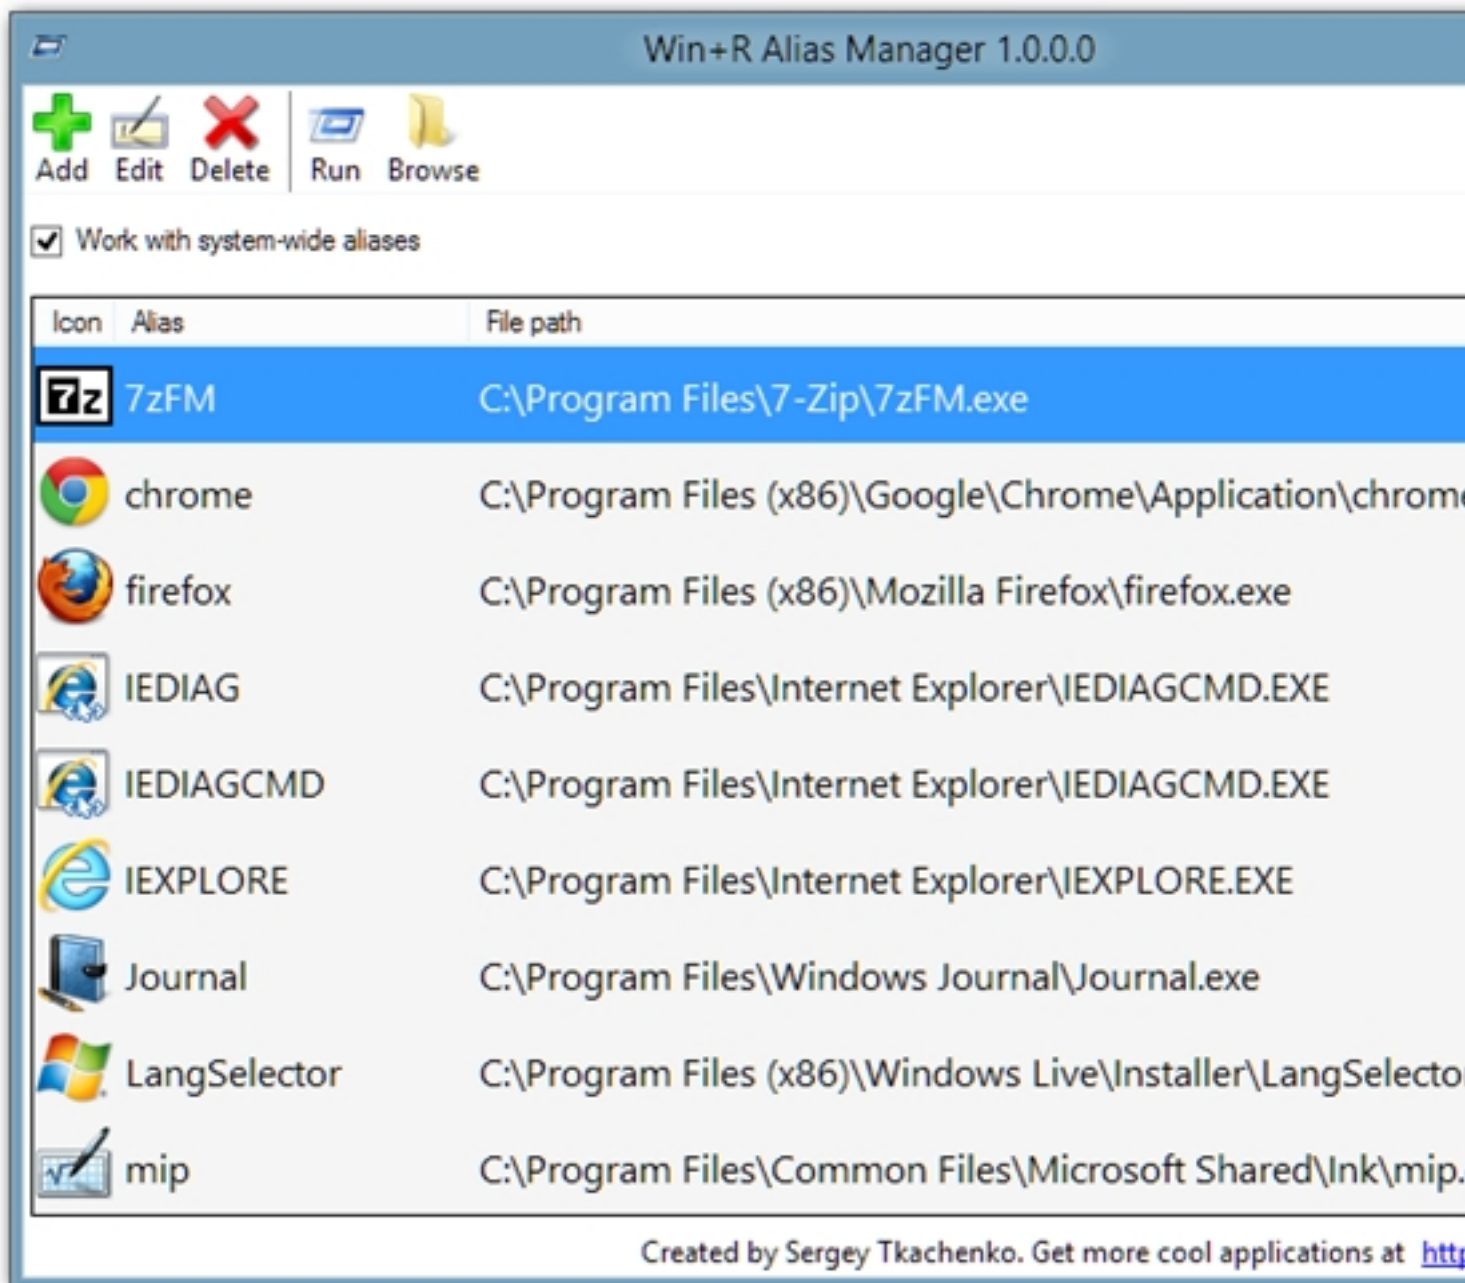 Win+R Alias Manager 1.0.0.0
Add Edit Delete Run Browse
Work with system-wide aliases
Icon Alias File path
7z 7zFM C:\Program Files\7-Zip\7zFM.exe
chrome C:\Program Files (x86)\Google\Chrome\Application\chrome
firefox C:\Program Files (x86)\Mozilla Firefox\firefox.exe
IEDIAG C:\Program Files\Internet Explorer\IEDIAGCMD.EXE
IEDIAGCMD C:\Program Files\Internet Explorer\IEDIAGCMD.EXE
IEXPLORE C:\Program Files\Internet Explorer\IEXPLORE.EXE
Journal C:\Program Files\Windows Journal\Journal.exe
LangSelector C:\Program Files (x86)\Windows Live\Installer\LangSelector
mip C:\Program Files\Common Files\Microsoft Shared\Ink\mip.
Created by Sergey Tkachenko. Get more cool applications at http